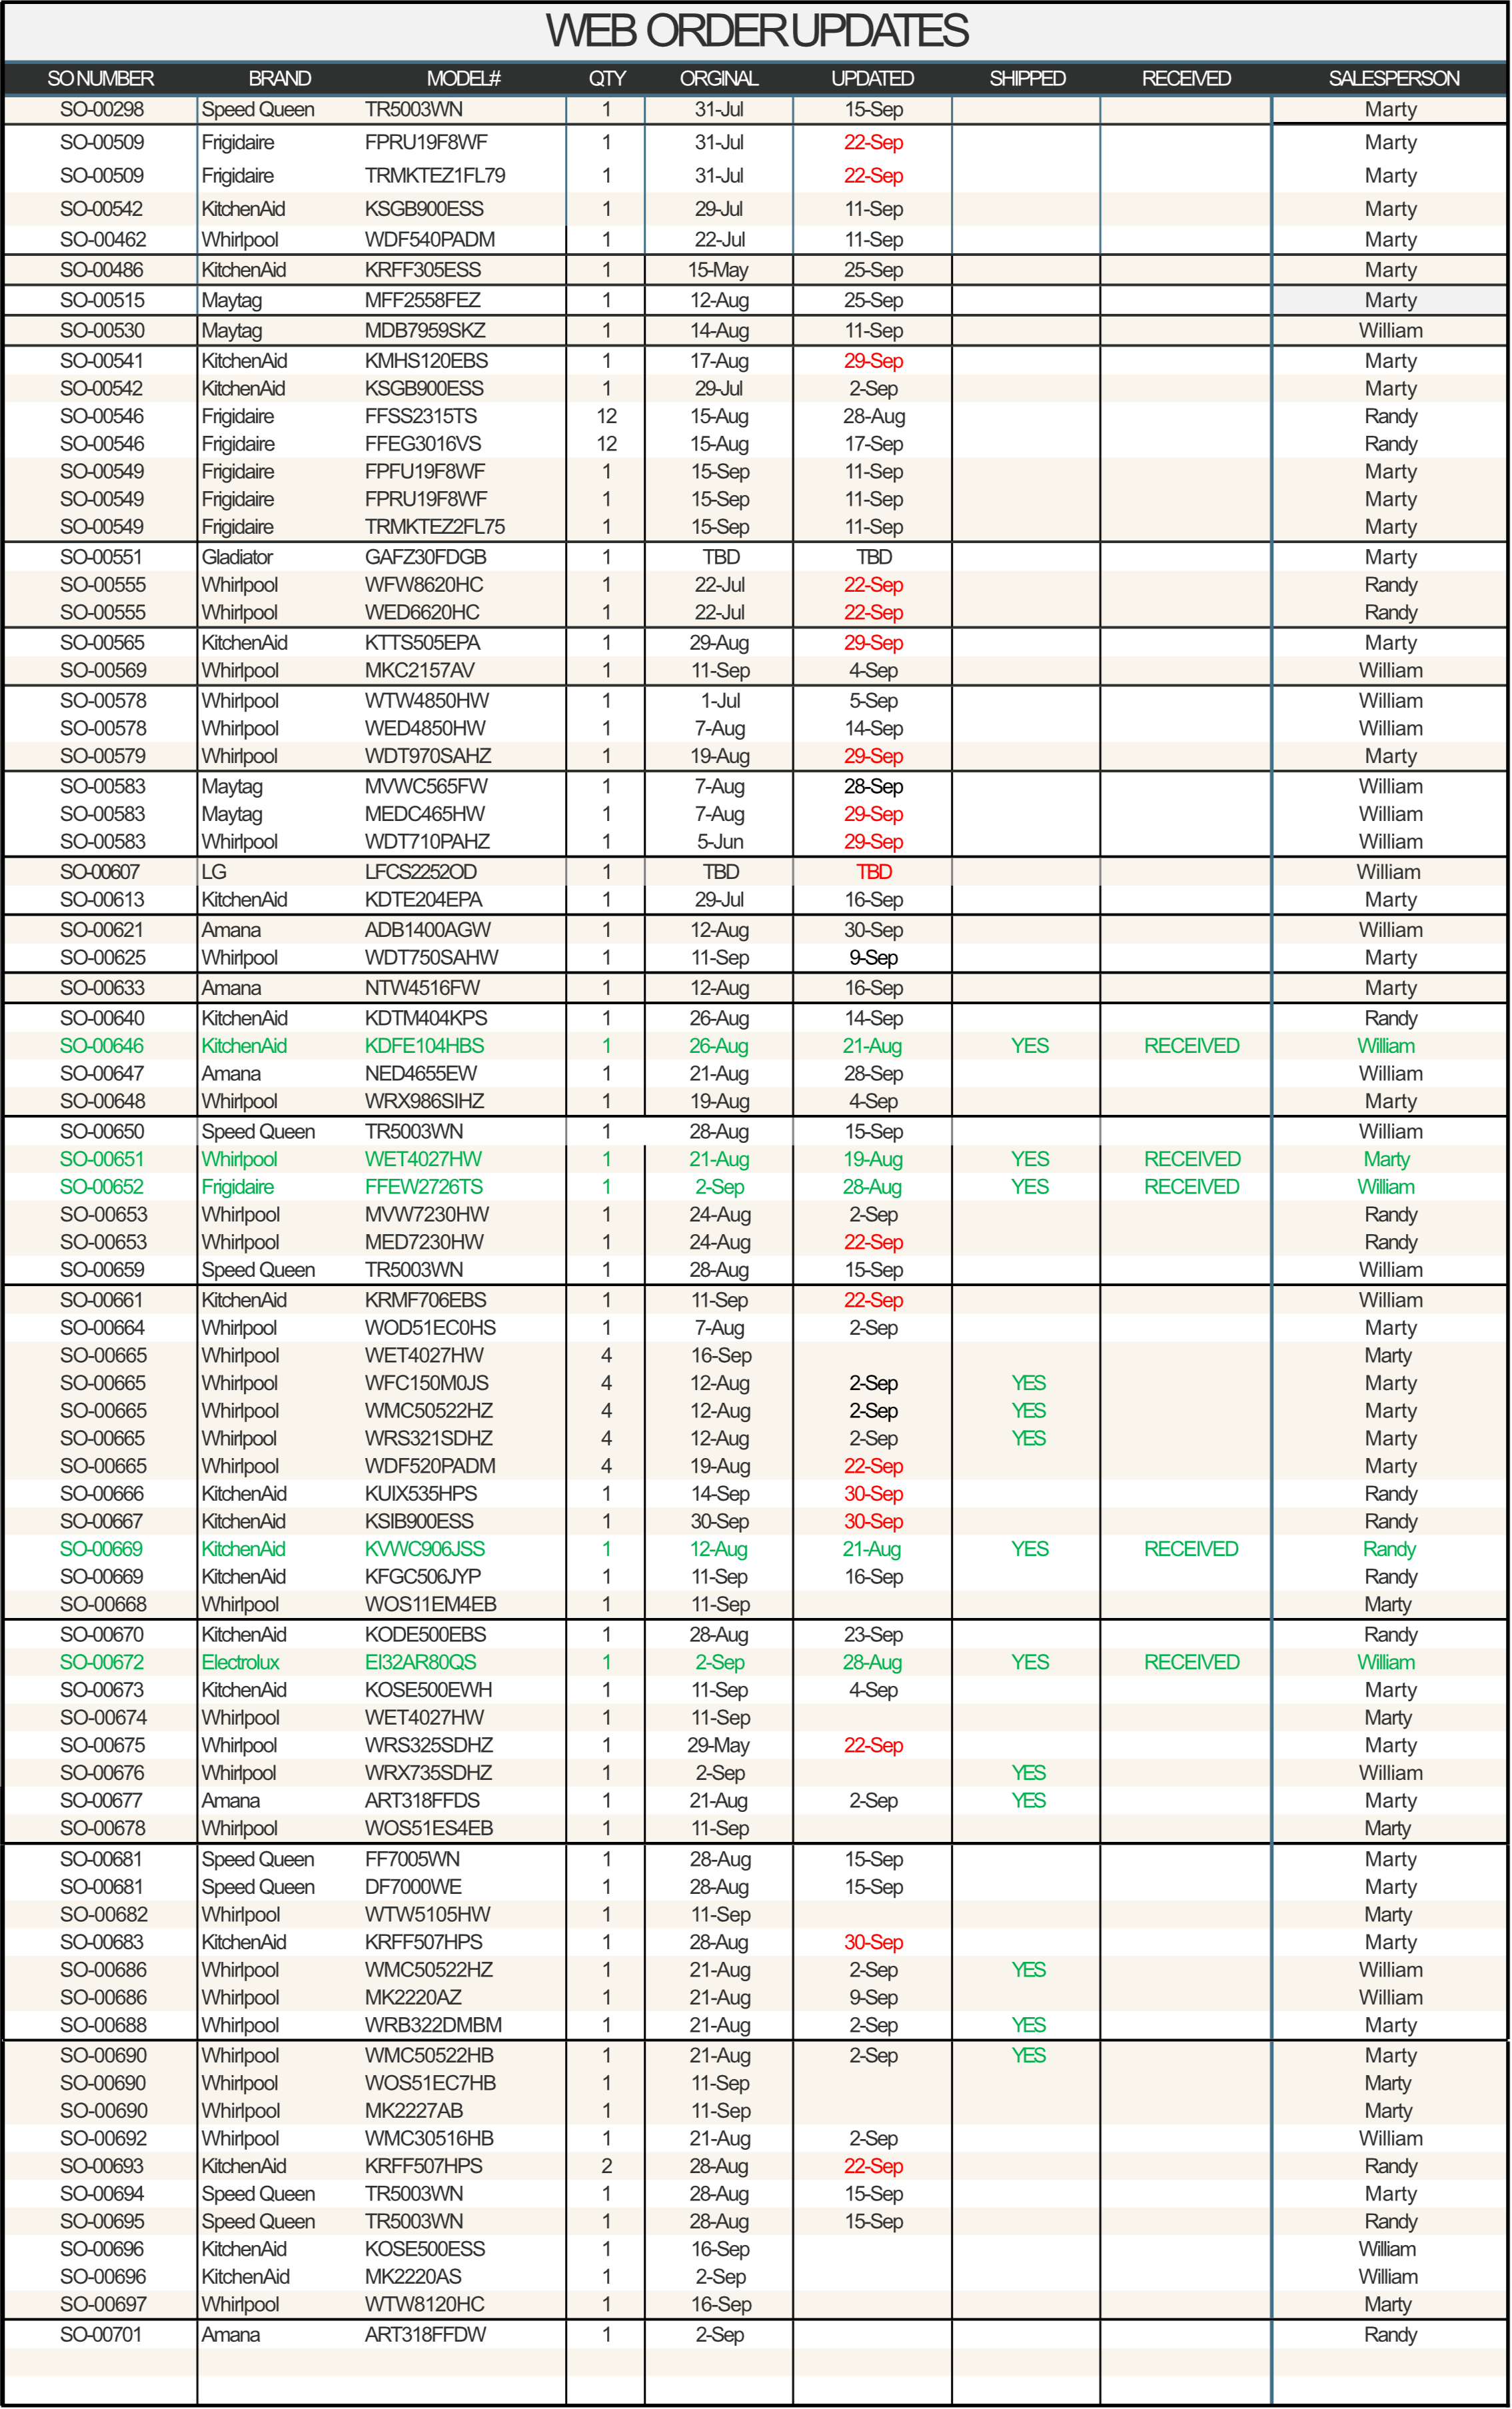 WEB ORDER UPDATES
SO NUMBER BRAND MODEL# QTY ORGINAL UPDATED SHIPPED RECEIVED SALESPERSON
SO-00298 Speed Queen TR5003WN 1 31-Jul 15-Sep Marty
SO-00509 Frigidaire FPRU19F8WF 1 31-Jul 22-Sep Marty
SO-00509 Frigidaire TRMKTEZ1FL79 1 31-Jul 22-Sep Marty
SO-00542 KitchenAid KSGB900ESS 1 29-Jul 11-Sep Marty
SO-00462 Whirlpool WDF540PADM 1 22-Jul 11-Sep Marty
SO-00486 KitchenAid KRFF305ESS 1 15-May 25-Sep Marty
SO-00515 Maytag MFF2558FEZ 1 12-Aug 25-Sep Marty
SO-00530 Maytag MDB7959SKZ 1 14-Aug 11-Sep William
SO-00541 KitchenAid KMHS120EBS 1 17-Aug 29-Sep Marty
SO-00542 KitchenAid KSGB900ESS 1 29-Jul 2-Sep Marty
SO-00546 Frigidaire FFSS2315TS 12 15-Aug 28-Aug Randy
SO-00546 Frigidaire FFEG3016VS 12 15-Aug 17-Sep Randy
SO-00549 Frigidaire FPFU19F8WF 1 15-Sep 11-Sep Marty
SO-00549 Frigidaire FPRU19F8WF 1 15-Sep 11-Sep Marty
SO-00549 Frigidaire TRMKTEZ2FL75 1 15-Sep 11-Sep Marty
SO-00551 Gladiator GAFZ30FDGB 1 TBD TBD Marty
SO-00555 Whirlpool WFW8620HC 1 22-Jul 22-Sep Randy
SO-00555 Whirlpool WED6620HC 1 22-Jul 22-Sep Randy
SO-00565 KitchenAid KTTS505EPA 1 29-Aug 29-Sep Marty
SO-00569 Whirlpool MKC2157AV 1 11-Sep 4-Sep William
SO-00578 Whirlpool WTW4850HW 1 1-Jul 5-Sep William
SO-00578 Whirlpool WED4850HW 1 7-Aug 14-Sep William
SO-00579 Whirlpool WDT970SAHZ 1 19-Aug 29-Sep Marty
SO-00583 Maytag MVWC565FW 1 7-Aug 28-Sep William
SO-00583 Maytag MEDC465HW 1 7-Aug 29-Sep William
SO-00583 Whirlpool WDT710PAHZ 1 5-Jun 29-Sep William
SO-00607 LG LFCS2252OD 1 TBD TBD William
SO-00613 KitchenAid KDTE204EPA 1 29-Jul 16-Sep Marty
SO-00621 Amana ADB1400AGW 1 12-Aug 30-Sep William
SO-00625 Whirlpool WDT750SAHW 1 11-Sep 9-Sep Marty
SO-00633 Amana NTW4516FW 1 12-Aug 16-Sep Marty
SO-00640 KitchenAid KDTM404KPS 1 26-Aug 14-Sep Randy
SO-00646 KitchenAid KDFE104HBS 1 26-Aug 21-Aug YES RECEIVED William
SO-00647 Amana NED4655EW 1 21-Aug 28-Sep William
SO-00648 Whirlpool WRX986SIHZ 1 19-Aug 4-Sep Marty
SO-00650 Speed Queen TR5003WN 1 28-Aug 15-Sep William
SO-00651 Whirlpool WET4027HW 1 21-Aug 19-Aug YES RECEIVED Marty
SO-00652 Frigidaire FFEW2726TS 1 2-Sep 28-Aug YES RECEIVED William
SO-00653 Whirlpool MVW7230HW 1 24-Aug 2-Sep Randy
SO-00653 Whirlpool MED7230HW 1 24-Aug 22-Sep Randy
SO-00659 Speed Queen TR5003WN 1 28-Aug 15-Sep William
SO-00661 KitchenAid KRMF706EBS 1 11-Sep 22-Sep William
SO-00664 Whirlpool WOD51EC0HS 1 7-Aug 2-Sep Marty
SO-00665 Whirlpool WET4027HW 4 16-Sep Marty
SO-00665 Whirlpool WFC150M0JS 4 12-Aug 2-Sep YES Marty
SO-00665 Whirlpool WMC50522HZ 4 12-Aug 2-Sep YES Marty
SO-00665 Whirlpool WRS321SDHZ 4 12-Aug 2-Sep YES Marty
SO-00665 Whirlpool WDF520PADM 4 19-Aug 22-Sep Marty
SO-00666 KitchenAid KUIX535HPS 1 14-Sep 30-Sep Randy
SO-00667 KitchenAid KSIB900ESS 1 30-Sep 30-Sep Randy
SO-00669 KitchenAid KVWC906JSS 1 12-Aug 21-Aug YES RECEIVED Randy
SO-00669 KitchenAid KFGC506JYP 1 11-Sep 16-Sep Randy
SO-00668 Whirlpool WOS11EM4EB 1 11-Sep Marty
SO-00670 KitchenAid KODE500EBS 1 28-Aug 23-Sep Randy
SO-00672 Electrolux EI32AR80QS 1 2-Sep 28-Aug YES RECEIVED William
SO-00673 KitchenAid KOSE500EWH 1 11-Sep 4-Sep Marty
SO-00674 Whirlpool WET4027HW 1 11-Sep Marty
SO-00675 Whirlpool WRS325SDHZ 1 29-May 22-Sep Marty
SO-00676 Whirlpool WRX735SDHZ 1 2-Sep YES William
SO-00677 Amana ART318FFDS 1 21-Aug 2-Sep YES Marty
SO-00678 Whirlpool WOS51ES4EB 1 11-Sep Marty
SO-00681 Speed Queen FF7005WN 1 28-Aug 15-Sep Marty
SO-00681 Speed Queen DF7000WE 1 28-Aug 15-Sep Marty
SO-00682 Whirlpool WTW5105HW 1 11-Sep Marty
SO-00683 KitchenAid KRFF507HPS 1 28-Aug 30-Sep Marty
SO-00686 Whirlpool WMC50522HZ 1 21-Aug 2-Sep YES William
SO-00686 Whirlpool MK2220AZ 1 21-Aug 9-Sep William
SO-00688 Whirlpool WRB322DMBM 1 21-Aug 2-Sep YES Marty
SO-00690 Whirlpool WMC50522HB 1 21-Aug 2-Sep YES Marty
SO-00690 Whirlpool WOS51EC7HB 1 11-Sep Marty
SO-00690 Whirlpool MK2227AB 1 11-Sep Marty
SO-00692 Whirlpool WMC30516HB 1 21-Aug 2-Sep William
SO-00693 KitchenAid KRFF507HPS 2 28-Aug 22-Sep Randy
SO-00694 Speed Queen TR5003WN 1 28-Aug 15-Sep Marty
SO-00695 Speed Queen TR5003WN 1 28-Aug 15-Sep Randy
SO-00696 KitchenAid KOSE500ESS 1 16-Sep William
SO-00696 KitchenAid MK2220AS 1 2-Sep William
SO-00697 Whirlpool WTW8120HC 1 16-Sep Marty
SO-00701 Amana ART318FFDW 1 2-Sep Randy